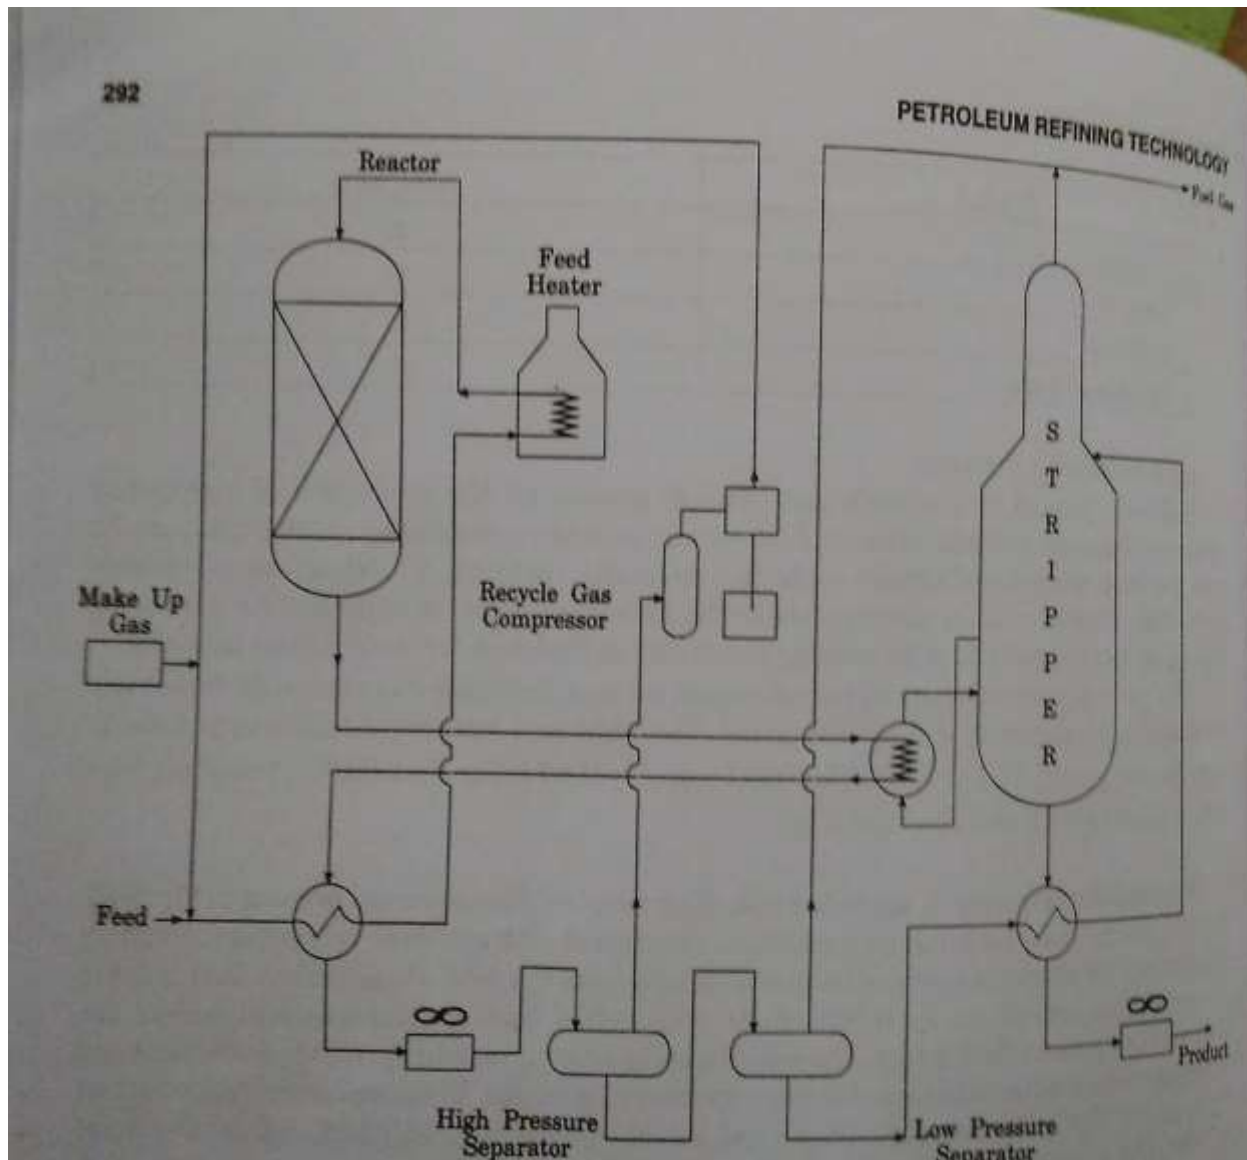 292
PETROLEUM REFINING TECHNOLOGY
Reactor
Fuel Gas
Feed
Heater
S
T
R
I
P
P
E
R
Recycle Gas
Compressor
Make Up
Gas
Feed
High Pressure
Separator
Low Pressure
Separator
Product